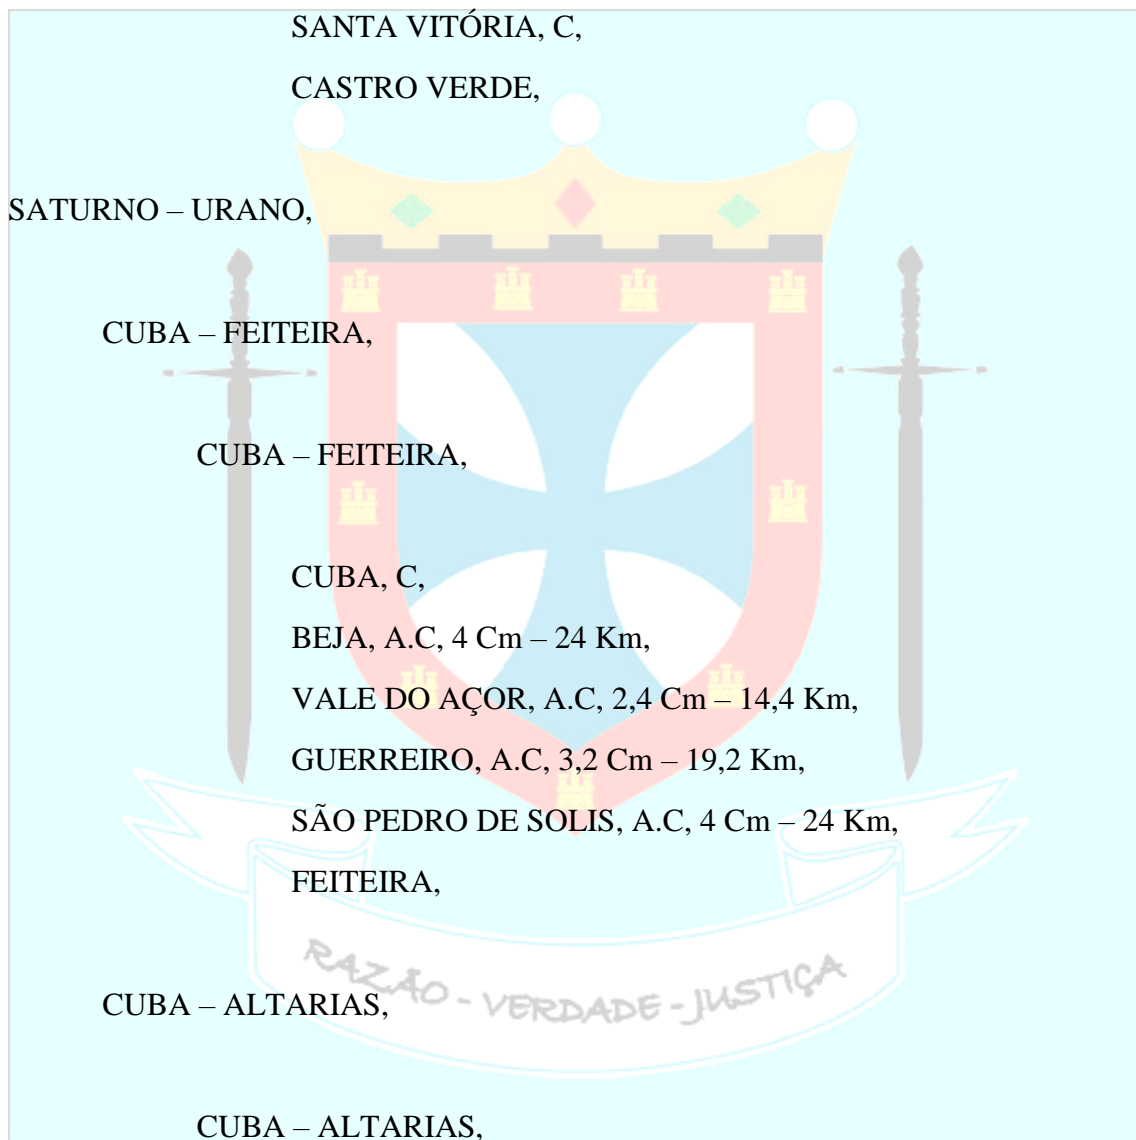 SANTA VITÓRIA, C,
CASTRO VERDE,
SATURNO – URANO,
CUBA – FEITEIRA,
CUBA – FEITEIRA,
CUBA, C,
BEJA, A.C, 4 Cm – 24 Km,
VALE DO AÇOR, A.C, 2,4 Cm – 14,4 Km,
GUERREIRO, A.C, 3,2 Cm – 19,2 Km,
SÃO PEDRO DE SOLIS, A.C, 4 Cm – 24 Km,
FEITEIRA,
RAZÃO - VERDADE - JUSTIÇA
CUBA – ALTARIAS,
CUBA – ALTARIAS,